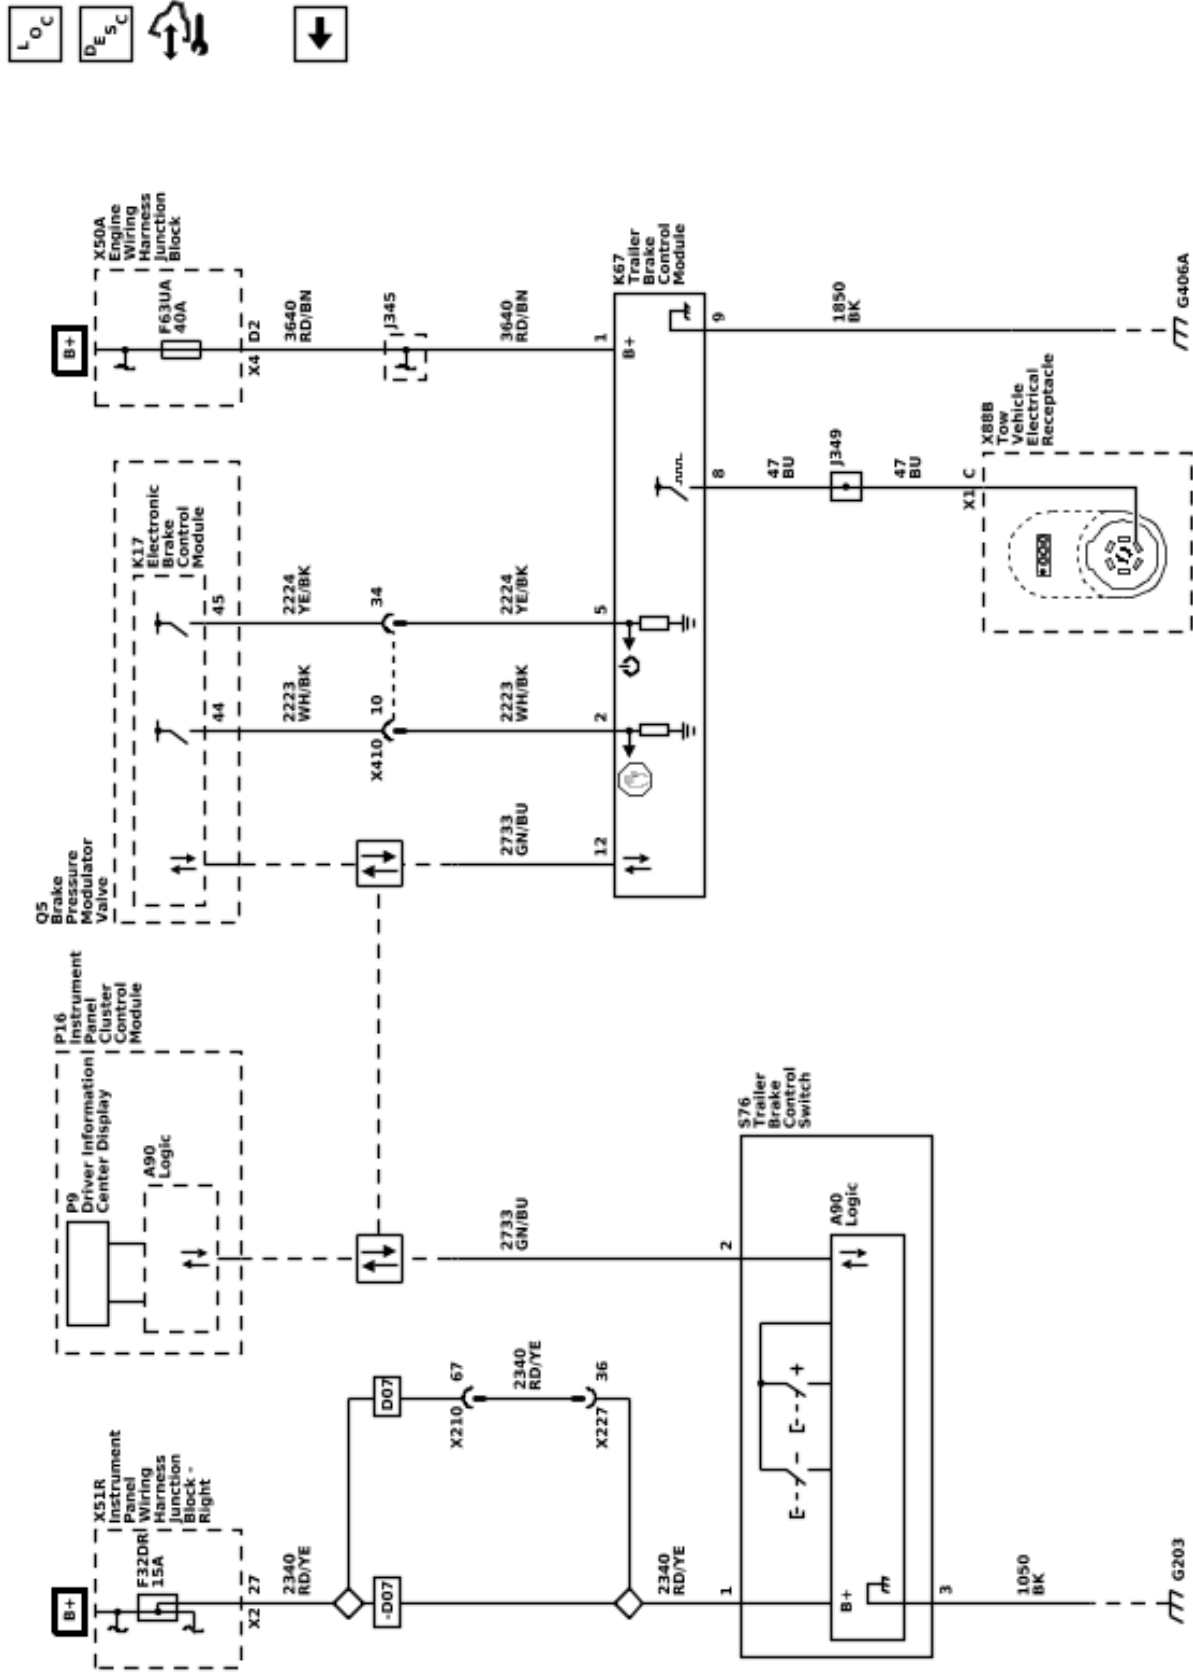 LOC
DESC
B+
X51R
Instrument
Panel
Wiring
Harness
Junction
Block -
Right
F32DR
15A
X2 27
2340
RD/YE
-D07
D07
X210 67
2340
RD/YE
X227 36
2340
RD/YE
1
B+
3
1050
BK
G203
S76
Trailer
Brake
Control
Switch
A90
Logic
-
+
2
2733
GN/BU
P16
Instrument
Panel
Cluster
Control
Module
P9
Driver Information
Center Display
A90
Logic
Q5
Brake
Pressure
Modulator
Valve
K17
Electronic
Brake
Control
Module
44
45
2223
WH/BK
2224
YE/BK
X410 10
34
2733
GN/BU
2223
WH/BK
2224
YE/BK
12
2
5
B+
X50A
Engine
Wiring
Harness
Junction
Block
F63UA
40A
X4 D2
3640
RD/BN
J345
3640
RD/BN
1
B+
K67
Trailer
Brake
Control
Module
8
9
47
BU
J349
47
BU
X1 C
X88B
Tow
Vehicle
Electrical
Receptacle
1850
BK
G406A